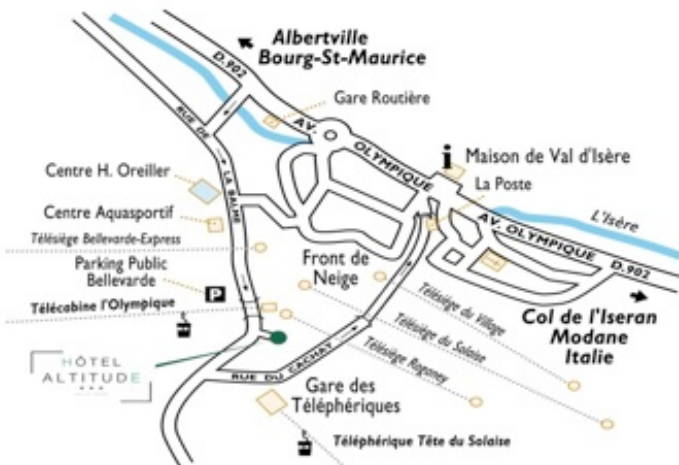 Albertville
Bourg-St-Maurice
D.902
Gare Routière
RUE DE LA BALME
AV. OLYMPIQUE
i
Maison de Val d'Isère
La Poste
Centre H. Oreiller
Centre Aquasportif
Télésiège Bellevarde-Express
Parking Public
Bellevarde
P
Télécabine l'Olympique
L'Isère
AV. OLYMPIQUE
D.902
Front de
Neige
Télésiège du Village
Télésiège du Solaise
Télésiège Rogoney
Col de l'Iseran
Modane
Italie
HÔTEL
ALTITUDE
RUE DU CACHAY
Gare des
Téléphériques
Téléphérique Tête du Solaise